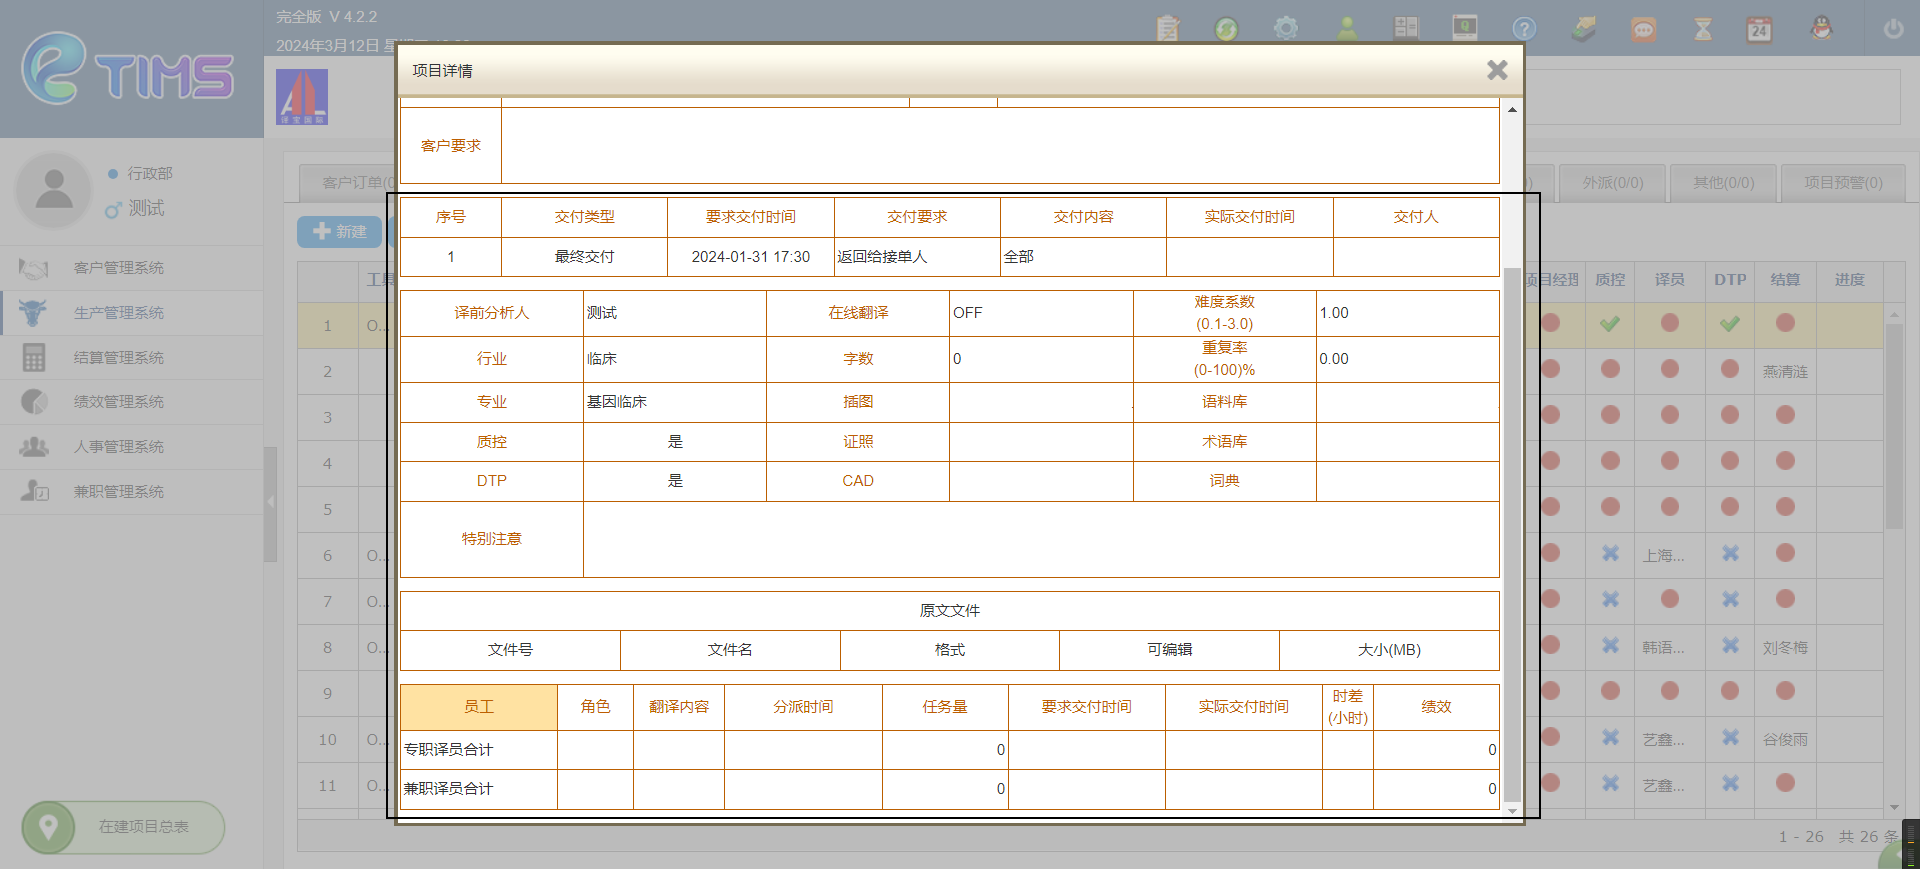 完全版 V 4.2.2
2024年3月12日 星
24
TIMS
AL
项目详情
行政部
测试
客户管理系统
生产管理系统
结算管理系统
绩效管理系统
人事管理系统
兼职管理系统
在建项目总表
客户订单(0
外派(0/0)
其他(0/0)
项目预警(0)
新建
工具
项目经理
质控
译员
DTP
结算
进度
1
O...
2
燕清涟
3
4
5
6
O...
上海...
7
O...
8
O...
韩语...
刘冬梅
9
10
O...
艺鑫...
谷俊雨
11
O...
艺鑫...
1 - 26 共 26 条
客户要求
序号 交付类型 要求交付时间 交付要求 交付内容 实际交付时间 交付人
1 最终交付 2024-01-31 17:30 返回给接单人 全部
译前分析人 测试 在线翻译 OFF 难度系数
(0.1-3.0)
1.00
行业 临床 字数 0 重复率
(0-100)%
0.00
专业 基因临床 插图 语料库
质控 是 证照 术语库
DTP 是 CAD 词典
特别注意
原文文件
文件号 文件名 格式 可编辑 大小(MB)
员工 角色 翻译内容 分派时间 任务量 要求交付时间 实际交付时间 时差
(小时)
绩效
专职译员合计 0 0
兼职译员合计 0 0